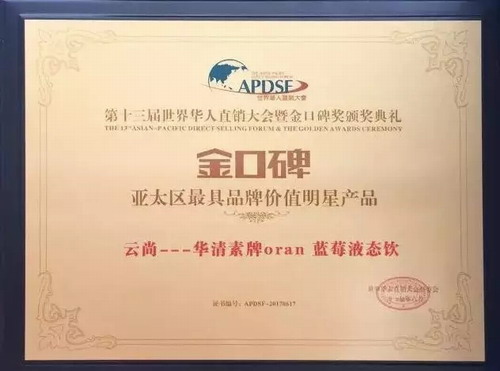 APDSF
世界华人直销大会
第十三届世界华人直销大会暨金口碑奖颁奖典礼
THE 13TH ASIAN-PACIFIC DIRECT SELLING FORUM & THE GOLDEN AWARDS CEREMONY
金口碑
亚太区最具品牌价值明星产品
云尚---华清素牌oran 蓝莓液态饮
证书编号：APDSF-20170617